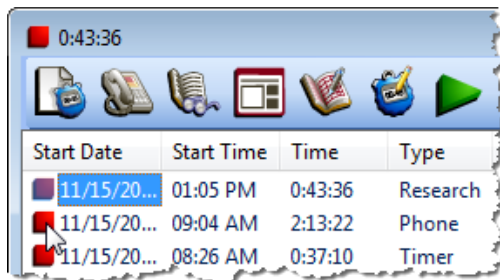 0:43:36
Start Date Start Time Time Type
11/15/20... 01:05 PM 0:43:36 Research
11/15/20... 09:04 AM 2:13:22 Phone
11/15/20... 08:26 AM 0:37:10 Timer